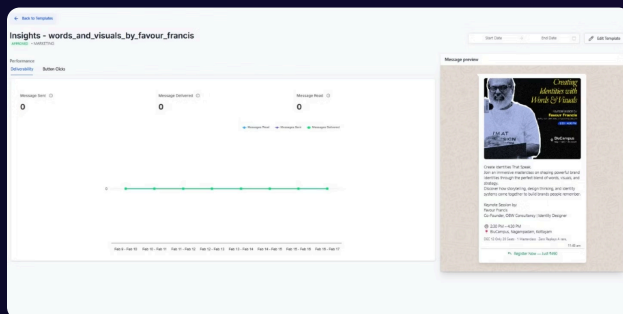 ← Back to Templates
Insights - words_and_visuals_by_favour_francis
APPROVED • MARKETING
Start Date → End Date
Edit Template
Performance
Deliverability Button Clicks
Message Sent
Message Delivered
Message Read
0
0
0
Messages Read Messages Sent Messages Delivered
0
Feb 9 - Feb 10 Feb 10 - Feb 11 Feb 11 - Feb 12 Feb 12 - Feb 13 Feb 13 - Feb 14 Feb 14 - Feb 15 Feb 15 - Feb 16 Feb 16 - Feb 17
Message preview
Creating
Identities with
Words & Visuals
Favour Francis
StuCampus
Create Identities That Speak.
Join an immersive masterclass on shaping powerful brand
identities through the perfect blend of words, visuals, and
strategy.
Discover how storytelling, design thinking, and identity
systems come together to build brands people remember.
Keynote Session by:
Favour Francis,
Co-Founder, Consultancy | Identity Designer
2:30 PM – 4:30 PM
StuCampus, Nagampadam, Kottayam
Register Now —